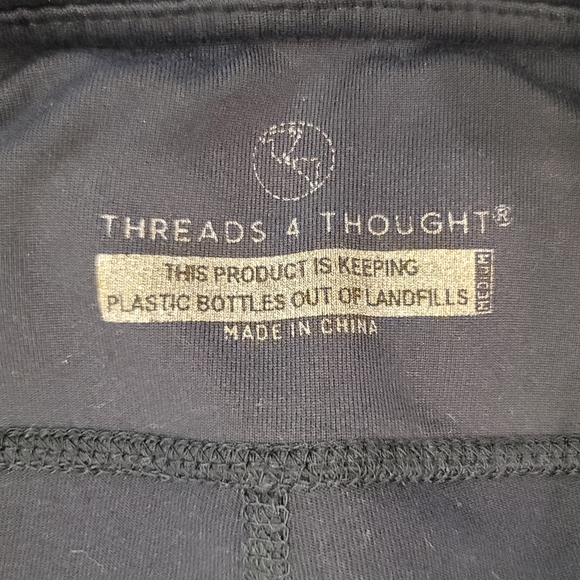 THREADS 4 THOUGHT®
THIS PRODUCT IS KEEPING
PLASTIC BOTTLES OUT OF LANDFILLS
MEDIUM
MADE IN CHINA